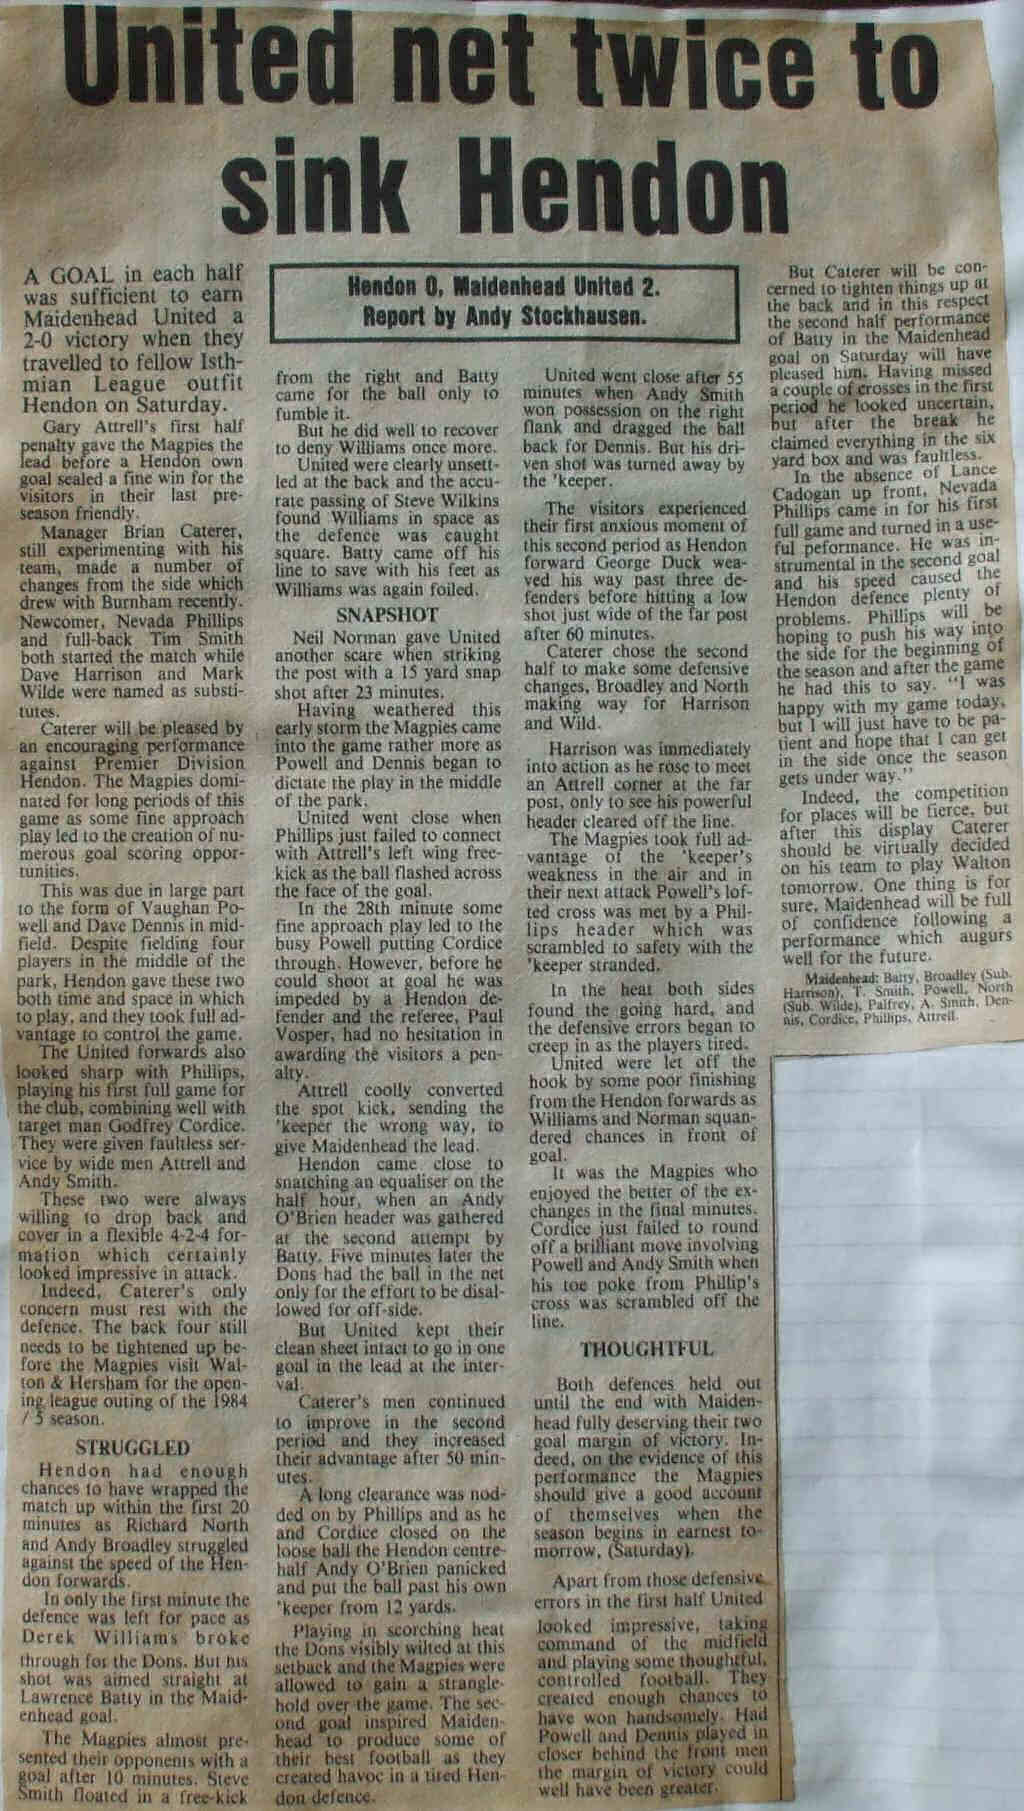 United net twice to
sink Hendon
A GOAL in each half
was sufficient to earn
Maidenhead United a
2-0 victory when they
travelled to fellow Isth-
mian League outfit
Hendon on Saturday.
Gary Attrell's first half
penalty gave the Magpies the
lead before a Hendon own
goal sealed a fine win for the
visitors in their last pre-
season friendly.
Manager Brian Caterer,
still experimenting with his
team, made a number of
changes from the side which
drew with Burnham recently.
Newcomer, Nevada Phillips
and full-back Tim Smith
both started the match while
Dave Harrison and Mark
Wilde were named as substi-
tutes.
Caterer will be pleased by
an encouraging performance
against Premier Division
Hendon. The Magpies domi-
nated for long periods of this
game as some fine approach
play led to the creation of nu-
merous goal scoring oppor-
tunities.
This was due in large part
to the form of Vaughan Po-
well and Dave Dennis in mid-
field. Despite fielding four
players in the middle of the
park, Hendon gave these two
both time and space in which
to play, and they took full ad-
vantage to control the game.
The United forwards also
looked sharp with Phillips,
playing his first full game for
the club, combining well with
target man Godfrey Cordice.
They were given faultless ser-
vice by wide men Attrell and
Andy Smith.
These two were always
willing to drop back and
cover in a flexible 4-2-4 for-
mation which certainly
looked impressive in attack.
Indeed, Caterer's only
concern must rest with the
defence. The back four still
needs to be tightened up be-
fore the Magpies visit Wal-
ton & Hersham for the open-
ing league outing of the 1984
/ 5 season.
STRUGGLED
Hendon had enough
chances to have wrapped the
match up within the first 20
minutes as Richard North
and Andy Broadley struggled
against the speed of the Hen-
don forwards.
In only the first minute the
defence was left for pace as
Derek Williams broke
through for the Dons. But his
shot was aimed straight at
Lawrence Batty in the Maid-
enhead goal.
The Magpies almost pre-
sented their opponents with a
goal after 10 minutes. Steve
Smith floated in a free-kick
Hendon 0, Maidenhead United 2.
Report by Andy Stockhausen.
from the right and Batty
came for the ball only to
fumble it.
But he did well to recover
to deny Williams once more.
United were clearly unsett-
led at the back and the accu-
rate passing of Steve Wilkins
found Williams in space as
the defence was caught
square. Batty came off his
line to save with his feet as
Williams was again foiled.
SNAPSHOT
Neil Norman gave United
another scare when striking
the post with a 15 yard snap
shot after 23 minutes.
Having weathered this
early storm the Magpies came
into the game rather more as
Powell and Dennis began to
dictate the play in the middle
of the park.
United went close when
Phillips just failed to connect
with Attrell's left wing free-
kick as the ball flashed across
the face of the goal.
In the 28th minute some
fine approach play led to the
busy Powell putting Cordice
through. However, before he
could shoot at goal he was
impeded by a Hendon de-
fender and the referee, Paul
Vosper, had no hesitation in
awarding the visitors a pen-
alty.
Attrell coolly converted
the spot kick, sending the
'keeper the wrong way, to
give Maidenhead the lead.
Hendon came close to
snatching an equaliser on the
half hour, when an Andy
O'Brien header was gathered
at the second attempt by
Batty. Five minutes later the
Dons had the ball in the net
only for the effort to be disal-
lowed for off-side.
But United kept their
clean sheet intact to go in one
goal in the lead at the inter-
val.
Caterer's men continued
to improve in the second
period and they increased
their advantage after 50 min-
utes.
A long clearance was nod-
ded on by Phillips and as he
and Cordice closed on the
loose ball the Hendon centre-
half Andy O'Brien panicked
and put the ball past his own
'keeper from 12 yards.
Playing in scorching heat
the Dons visibly wilted at this
setback and the Magpies were
allowed to gain a strangle-
hold over the game. The sec-
ond goal inspired Maiden-
head to produce some of
their best football as they
created havoc in a tired Hen-
don defence.
United went close after 55
minutes when Andy Smith
won possession on the right
flank and dragged the ball
back for Dennis. But his dri-
ven shot was turned away by
the 'keeper.
The visitors experienced
their first anxious moment of
this second period as Hendon
forward George Duck wea-
ved his way past three de-
fenders before hitting a low
shot just wide of the far post
after 60 minutes.
Caterer chose the second
half to make some defensive
changes, Broadley and North
making way for Harrison
and Wild.
Harrison was immediately
into action as he rose to meet
an Attrell corner at the far
post, only to see his powerful
header cleared off the line.
The Magpies took full ad-
vantage of the 'keeper's
weakness in the air and in
their next attack Powell's lof-
ted cross was met by a Phil-
lips header which was
scrambled to safety with the
'keeper stranded.
In the heat both sides
found the going hard, and
the defensive errors began to
creep in as the players tired.
United were let off the
hook by some poor finishing
from the Hendon forwards as
Williams and Norman squan-
dered chances in front of
goal.
It was the Magpies who
enjoyed the better of the ex-
changes in the final minutes.
Cordice just failed to round
off a brilliant move involving
Powell and Andy Smith when
his toe poke from Phillip's
cross was scrambled off the
line.
THOUGHTFUL
Both defences held out
until the end with Maiden-
head fully deserving their two
goal margin of victory. In-
deed, on the evidence of this
performance the Magpies
should give a good account
of themselves when the
season begins in earnest to-
morrow, (Saturday).
Apart from those defensive
errors in the first half United
looked impressive, taking
command of the midfield
and playing some thoughtful,
controlled football. They
created enough chances to
have won handsomely. Had
Powell and Dennis played in
closer behind the front men
the margin of victory could
well have been greater.
But Caterer will be con-
cerned to tighten things up at
the back and in this respect
the second half performance
of Batty in the Maidenhead
goal on Saturday will have
pleased him. Having missed
a couple of crosses in the first
period he looked uncertain,
but after the break he
claimed everything in the six
yard box and was faultless.
In the absence of Lance
Cadogan up front, Nevada
Phillips came in for his first
full game and turned in a use-
ful peformance. He was in-
strumental in the second goal
and his speed caused the
Hendon defence plenty of
problems. Phillips will be
hoping to push his way into
the side for the beginning of
the season and after the game
he had this to say. "I was
happy with my game today,
but I will just have to be pa-
tient and hope that I can get
in the side once the season
gets under way."
Indeed, the competition
for places will be fierce, but
after this display Caterer
should be virtually decided
on his team to play Walton
tomorrow. One thing is for
sure, Maidenhead will be full
of confidence following a
performance which augurs
well for the future.
Maidenhead: Batty, Broadley (Sub.
Harrison), T. Smith, Powell, North
(Sub. Wilde), Palfrey, A. Smith, Den-
nis, Cordice, Phillips, Attrell.